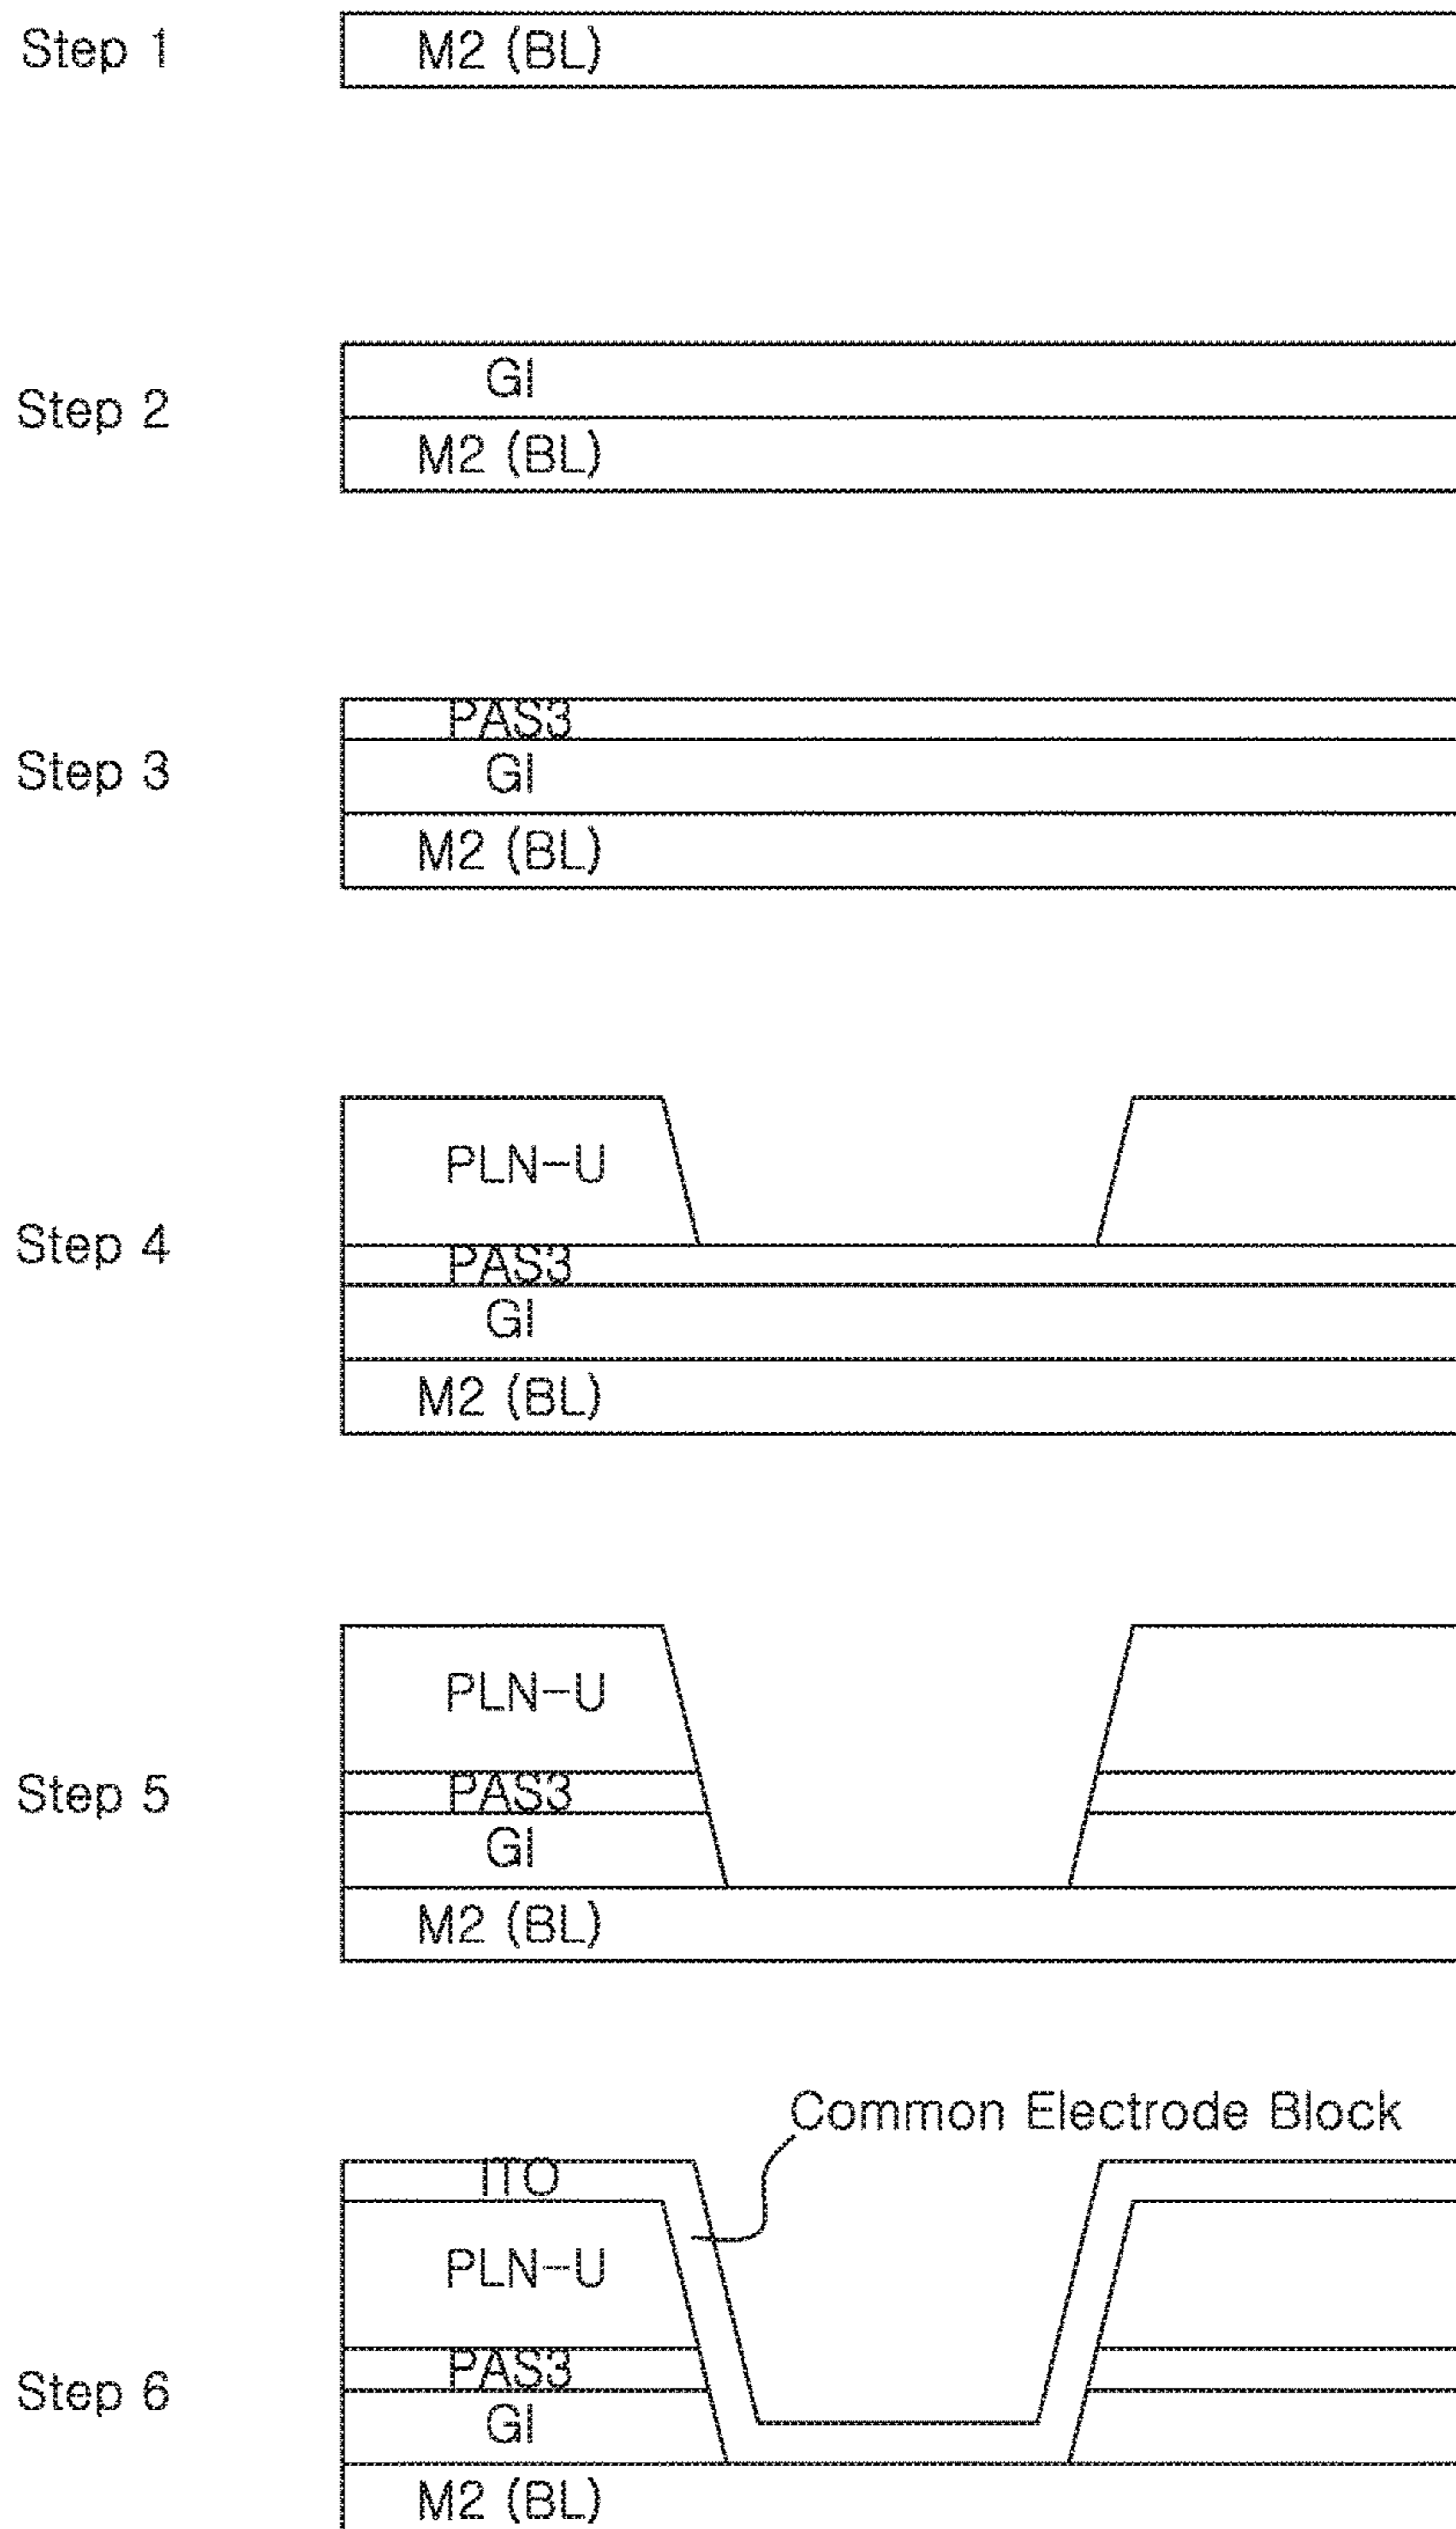 Step 1
M2 (BL)
Step 2
GI
M2 (BL)
Step 3
PAS3
GI
M2 (BL)
Step 4
PLN-U
PAS3
GI
M2 (BL)
Step 5
PLN-U
PAS3
GI
M2 (BL)
Common Electrode Block
Step 6
ITO
PLN-U
PAS3
GI
M2 (BL)